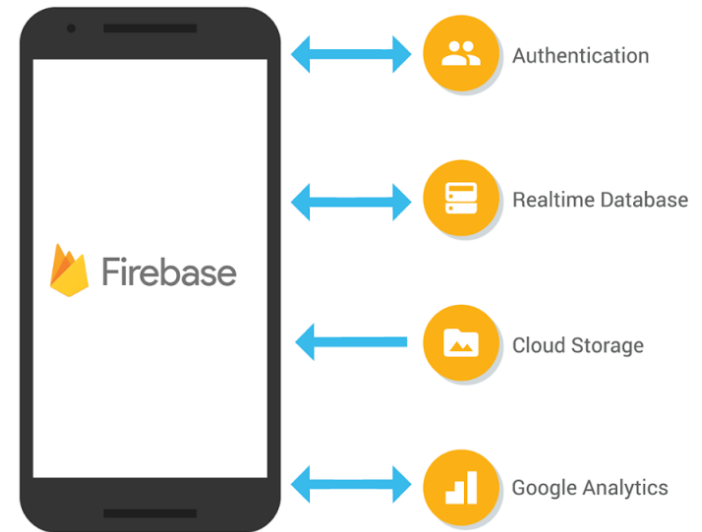 Authentication
Realtime Database
Firebase
Cloud Storage
Google Analytics